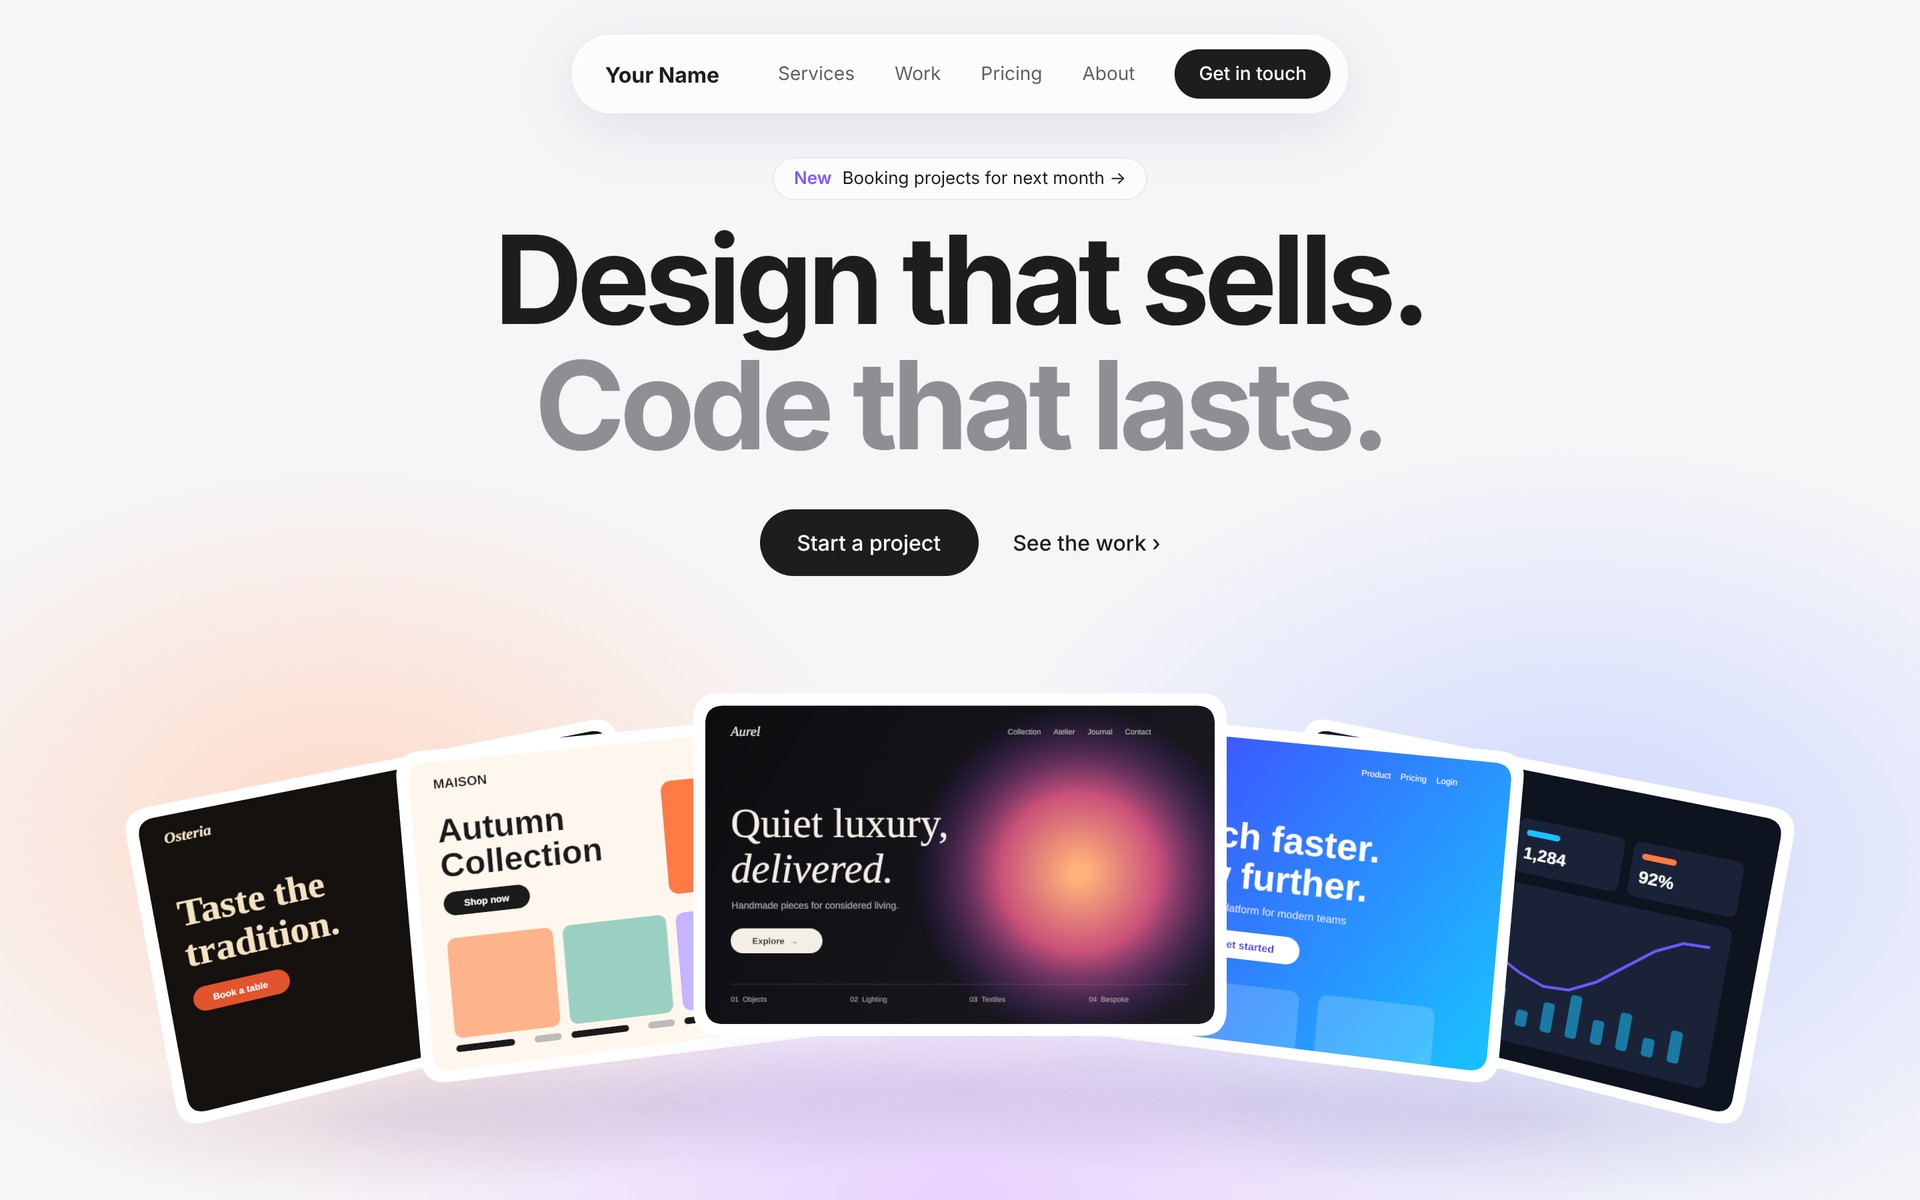 Your Name
Services
Work
Pricing
About
Get in touch
New Booking projects for next month →
Design that sells.
Code that lasts.
Start a project
See the work ›
Osteria
Taste the
tradition.
Book a table
MAISON
Autumn
Collection
Shop now
Aurel
Collection
Atelier
Journal
Contact
Quiet luxury,
delivered.
Handmade pieces for considered living.
Explore →
01 Objects
02 Lighting
03 Textiles
04 Bespoke
Product
Pricing
Login
faster.
further.
for modern teams
started
1,284
92%